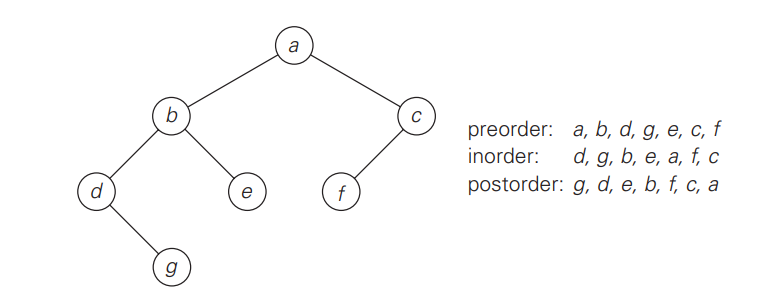 a
b
c
d
e
f
g
preorder: a, b, d, g, e, c, f
inorder: d, g, b, e, a, f, c
postorder: g, d, e, b, f, c, a